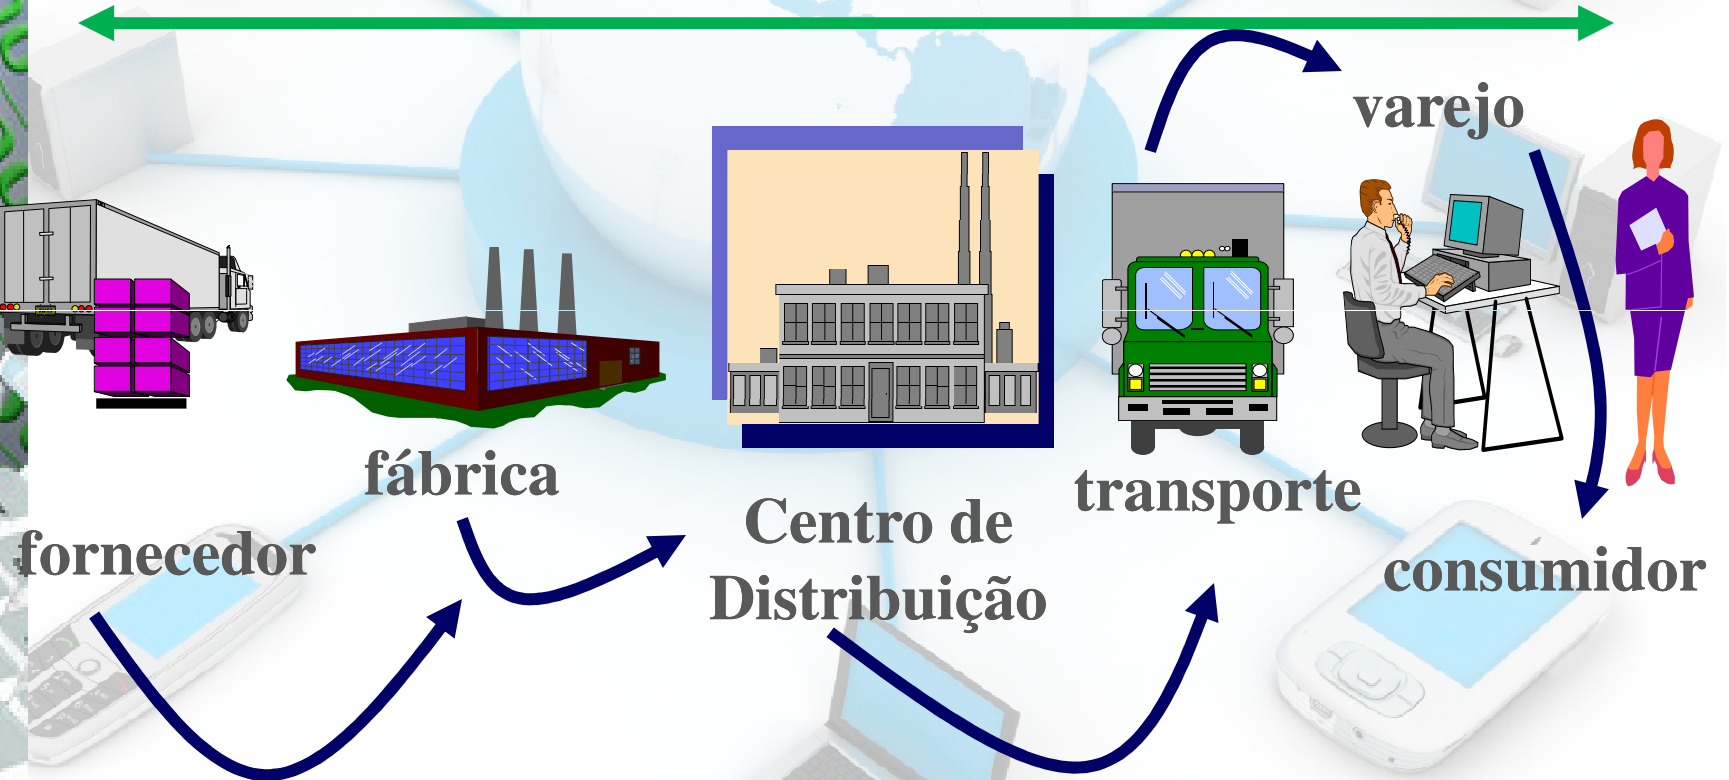 fornecedor
fábrica
Centro de
Distribuição
transporte
varejo
consumidor